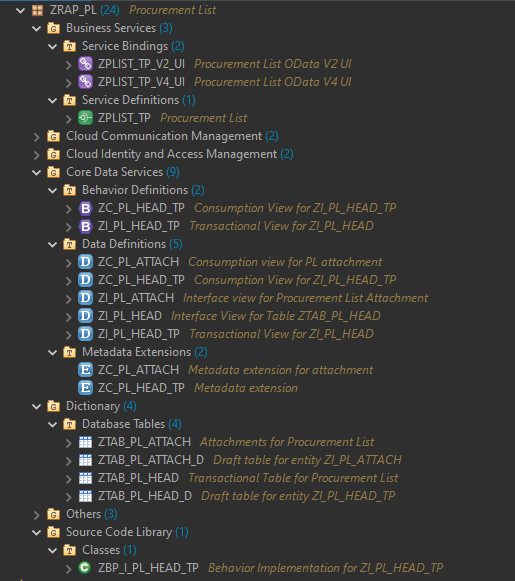 ZRAP_PL (24) Procurement List
G Business Services (3)
T Service Bindings (2)
ZPLIST_TP_V2_UI Procurement List OData V2 UI
ZPLIST_TP_V4_UI Procurement List OData V4 UI
T Service Definitions (1)
ZPLIST_TP Procurement List
G Cloud Communication Management (2)
G Cloud Identity and Access Management (2)
G Core Data Services (9)
T Behavior Definitions (2)
B ZC_PL_HEAD_TP Consumption View for ZI_PL_HEAD_TP
B ZI_PL_HEAD_TP Transactional View for ZI_PL_HEAD
T Data Definitions (5)
D ZC_PL_ATTACH Consumption view for PL attachment
D ZC_PL_HEAD_TP Consumption View for ZI_PL_HEAD_TP
D ZI_PL_ATTACH Interface view for Procurement List Attachment
D ZI_PL_HEAD Interface View for Table ZTAB_PL_HEAD
D ZI_PL_HEAD_TP Transactional View for ZI_PL_HEAD
T Metadata Extensions (2)
E ZC_PL_ATTACH Metadata extension for attachment
E ZC_PL_HEAD_TP Metadata extension
G Dictionary (4)
T Database Tables (4)
ZTAB_PL_ATTACH Attachments for Procurement List
ZTAB_PL_ATTACH_D Draft table for entity ZI_PL_ATTACH
ZTAB_PL_HEAD Transactional Table for Procurement List
ZTAB_PL_HEAD_D Draft table for entity ZI_PL_HEAD_TP
G Others (3)
G Source Code Library (1)
T Classes (1)
C ZBP_I_PL_HEAD_TP Behavior Implementation for ZI_PL_HEAD_TP